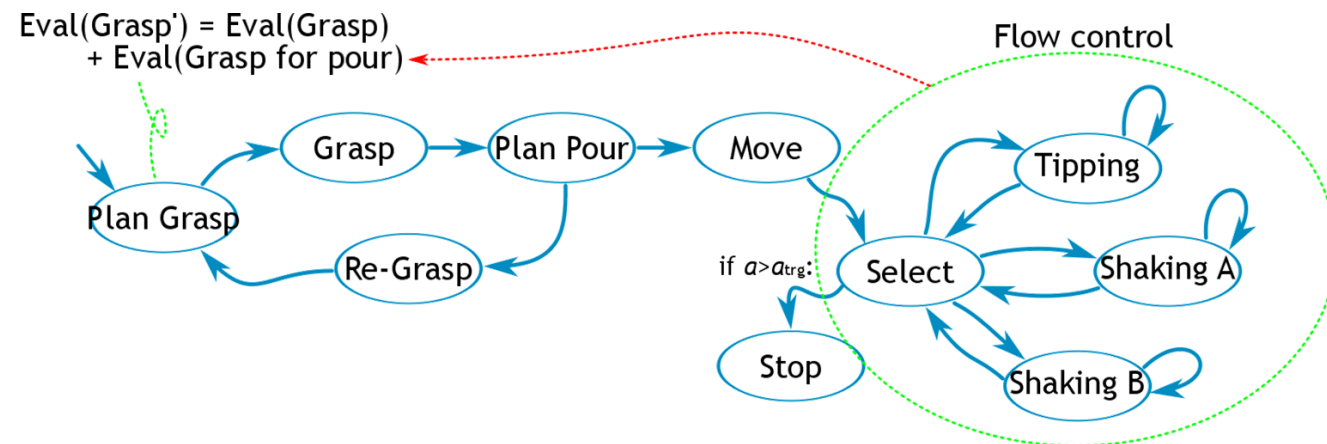 Eval(Grasp') = Eval(Grasp)
+ Eval(Grasp for pour)
Flow control
Grasp
Plan Pour
Move
Tipping
Plan Grasp
Re-Grasp
if a>atrg:
Select
Shaking A
Stop
Shaking B